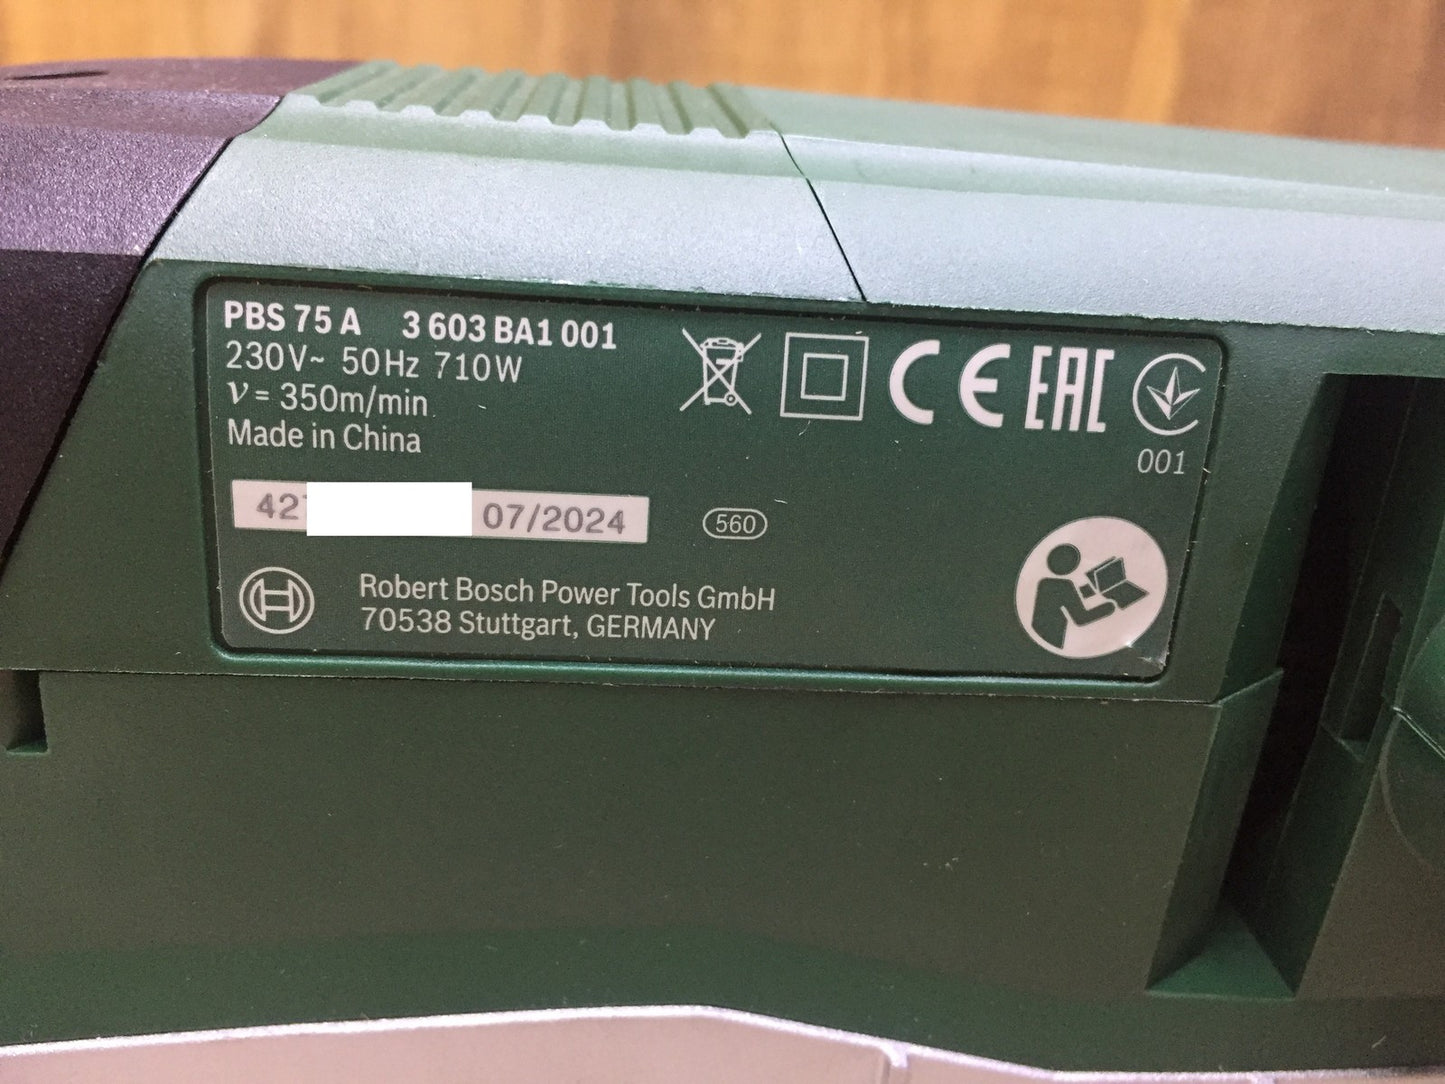 PBS 75 A 3 603 BA1 001
230V~ 50Hz 710W
v = 350m/min
Made in China
CE EAC
001
07/2024
560
Robert Bosch Power Tools GmbH
70538 Stuttgart, GERMANY